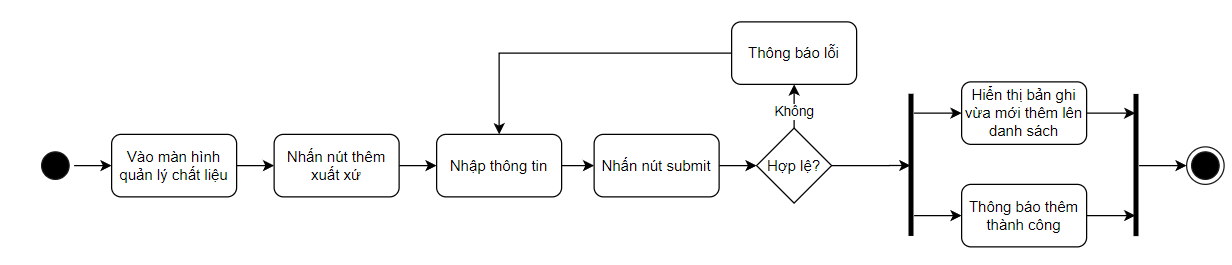 Vào màn hình
quản lý chất liệu
Nhấn nút thêm
xuất xứ
Nhập thông tin
Nhấn nút submit
Hợp lệ?
Không
Thông báo lỗi
Hiển thị bản ghi
vừa mới thêm lên
danh sách
Thông báo thêm
thành công